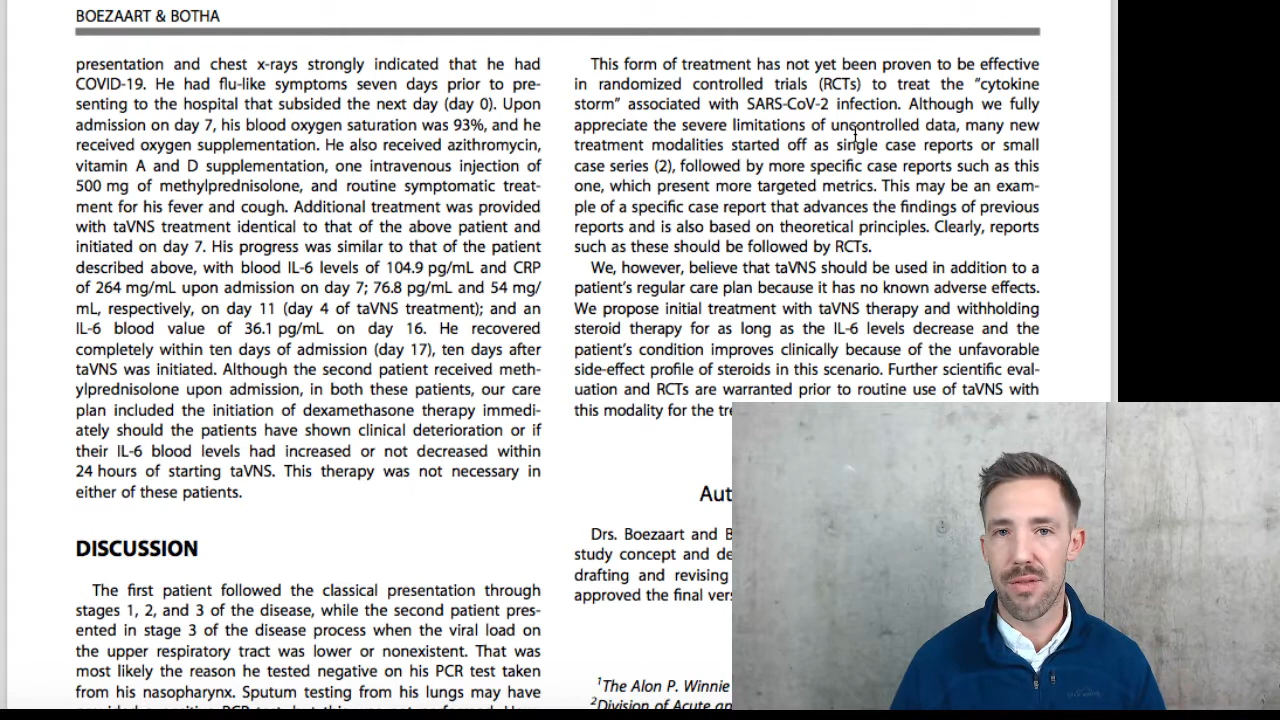 BOEZAART & BOTHA
presentation and chest x-rays strongly indicated that he had
COVID-19. He had flu-like symptoms seven days prior to pre-
senting to the hospital that subsided the next day (day 0). Upon
admission on day 7, his blood oxygen saturation was 93%, and he
received oxygen supplementation. He also received azithromycin,
vitamin A and D supplementation, one intravenous injection of
500 mg of methylprednisolone, and routine symptomatic treat-
ment for his fever and cough. Additional treatment was provided
with taVNS treatment identical to that of the above patient and
initiated on day 7. His progress was similar to that of the patient
described above, with blood IL-6 levels of 104.9 pg/mL and CRP
of 264 mg/mL upon admission on day 7; 76.8 pg/mL and 54 mg/
mL, respectively, on day 11 (day 4 of taVNS treatment); and an
IL-6 blood value of 36.1 pg/mL on day 16. He recovered
completely within ten days of admission (day 17), ten days after
taVNS was initiated. Although the second patient received meth-
ylprednisolone upon admission, in both these patients, our care
plan included the initiation of dexamethasone therapy immedi-
ately should the patients have shown clinical deterioration or if
their IL-6 blood levels had increased or not decreased within
24 hours of starting taVNS. This therapy was not necessary in
either of these patients.
DISCUSSION
The first patient followed the classical presentation through
stages 1, 2, and 3 of the disease, while the second patient pres-
ented in stage 3 of the disease process when the viral load on
the upper respiratory tract was lower or nonexistent. That was
most likely the reason he tested negative on his PCR test taken
from his nasopharynx. Sputum testing from his lungs may have
This form of treatment has not yet been proven to be effective
in randomized controlled trials (RCTs) to treat the “cytokine
storm” associated with SARS-CoV-2 infection. Although we fully
appreciate the severe limitations of uncontrolled data, many new
treatment modalities started off as single case reports or small
case series (2), followed by more specific case reports such as this
one, which present more targeted metrics. This may be an exam-
ple of a specific case report that advances the findings of previous
reports and is also based on theoretical principles. Clearly, reports
such as these should be followed by RCTs.
We, however, believe that taVNS should be used in addition to a
patient’s regular care plan because it has no known adverse effects.
We propose initial treatment with taVNS therapy and withholding
steroid therapy for as long as the IL-6 levels decrease and the
patient’s condition improves clinically because of the unfavorable
side-effect profile of steroids in this scenario. Further scientific eval-
uation and RCTs are warranted prior to routine use of taVNS with
this modality for the tre
Aut
Drs. Boezaart and B
study concept and de
drafting and revising
approved the final vers
1The Alon P. Winnie
2Division of Acute an